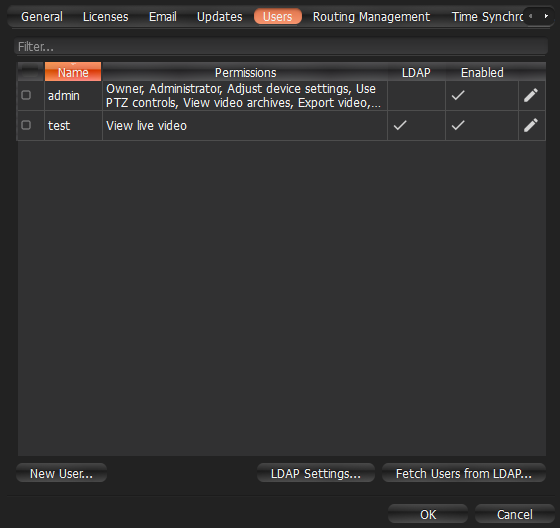 General Licenses Email Updates Users Routing Management Time Synchro
Filter...
Name Permissions LDAP Enabled
admin Owner, Administrator, Adjust device settings, Use
PTZ controls, View video archives, Export video,...
test View live video
New User... LDAP Settings... Fetch Users from LDAP...
OK Cancel